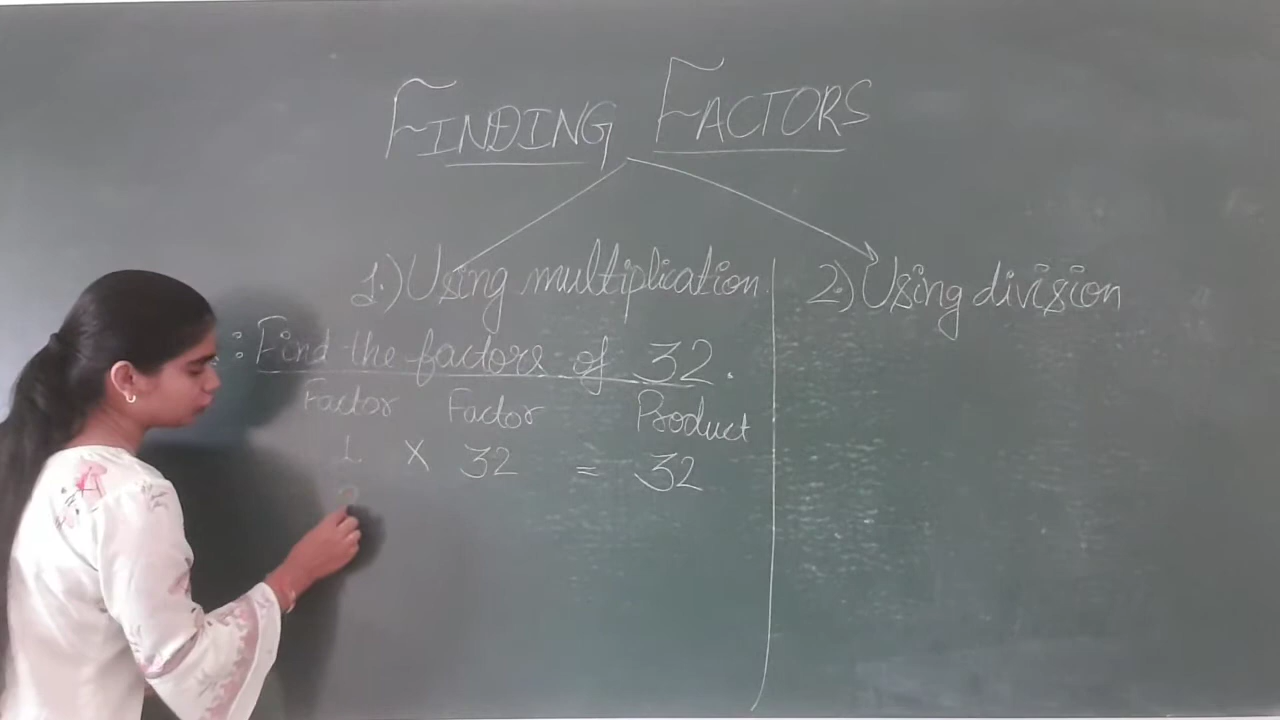 FINDING FACTORS
1.) Using multiplication
2.) Using division
: Find the factors of 32.
Factor Factor Product
1 × 32 = 32
2